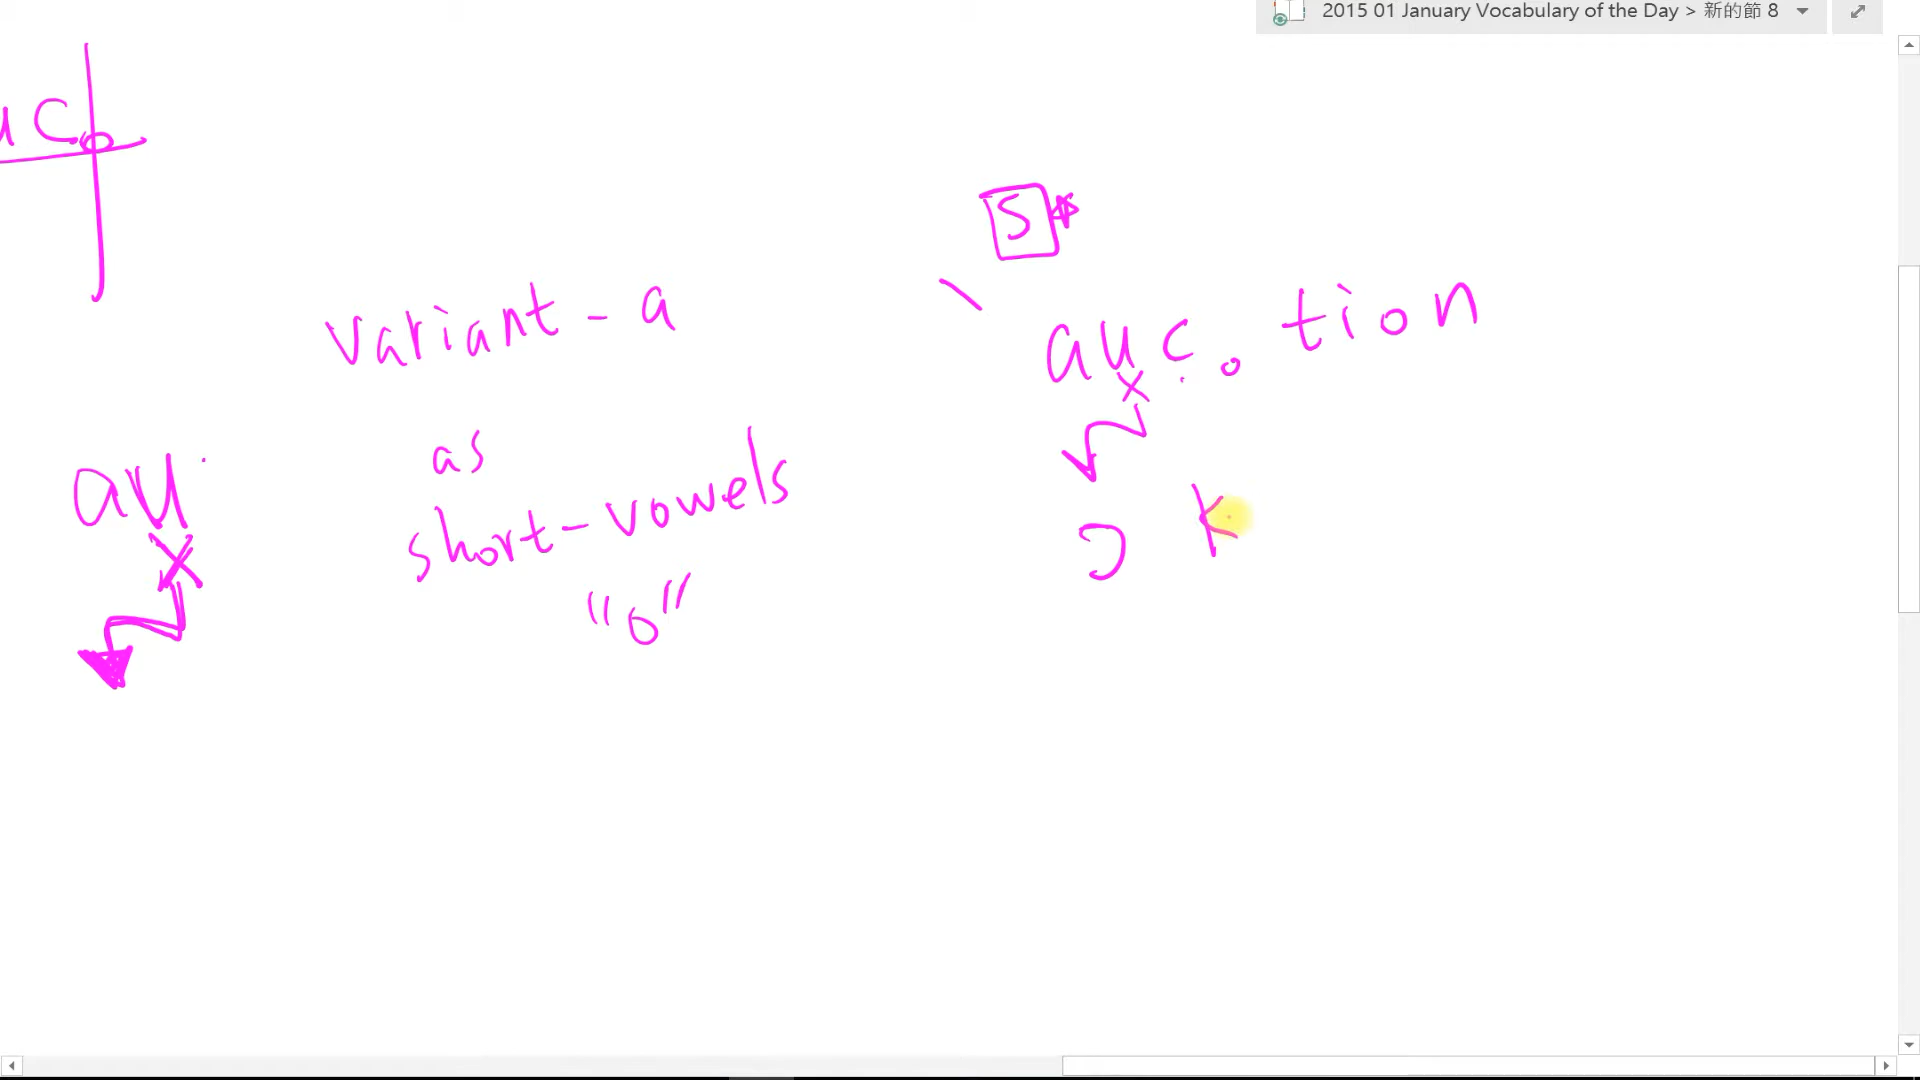 2015 01 January Vocabulary of the Day > 新的節 8
uc.
S
variant-a
auc. tion
au
as
short-vowels
"o"
ɔ k